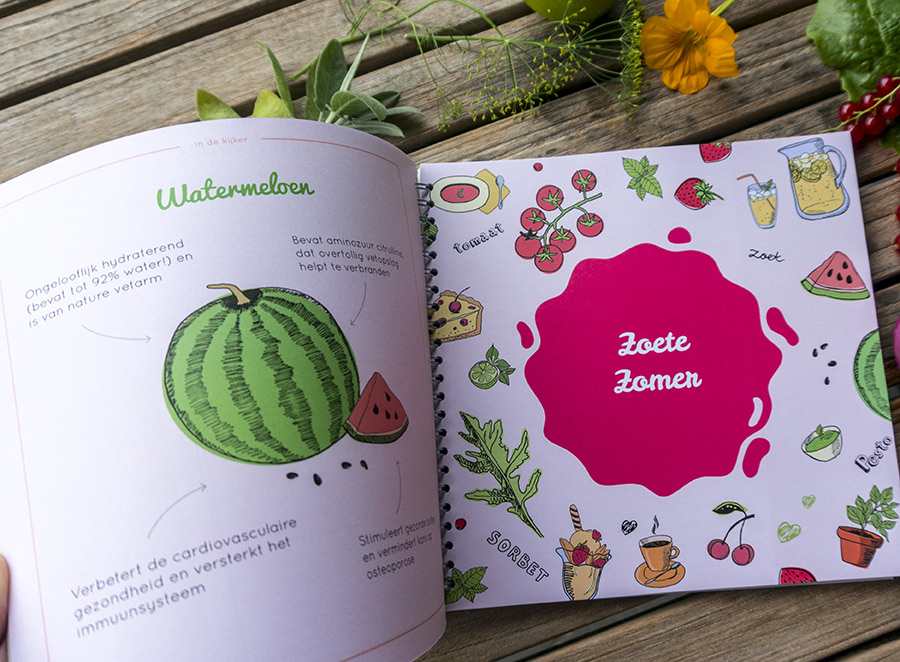 in de kijker
Watermeloen
Ongelooflijk hydraterend
(bevat tot 92% water!) en
is van nature vetarm
Bevat aminozuur citrulline,
dat overtollig vetopslag
helpt te verbranden
Verbetert de cardiovasculaire
gezondheid en versterkt het
immuunsysteem
Stimuleert gezonde
en vermindert kans op
osteoporose
tomaat
Zoet
Zoete
Zomer
Pesto
SORBET